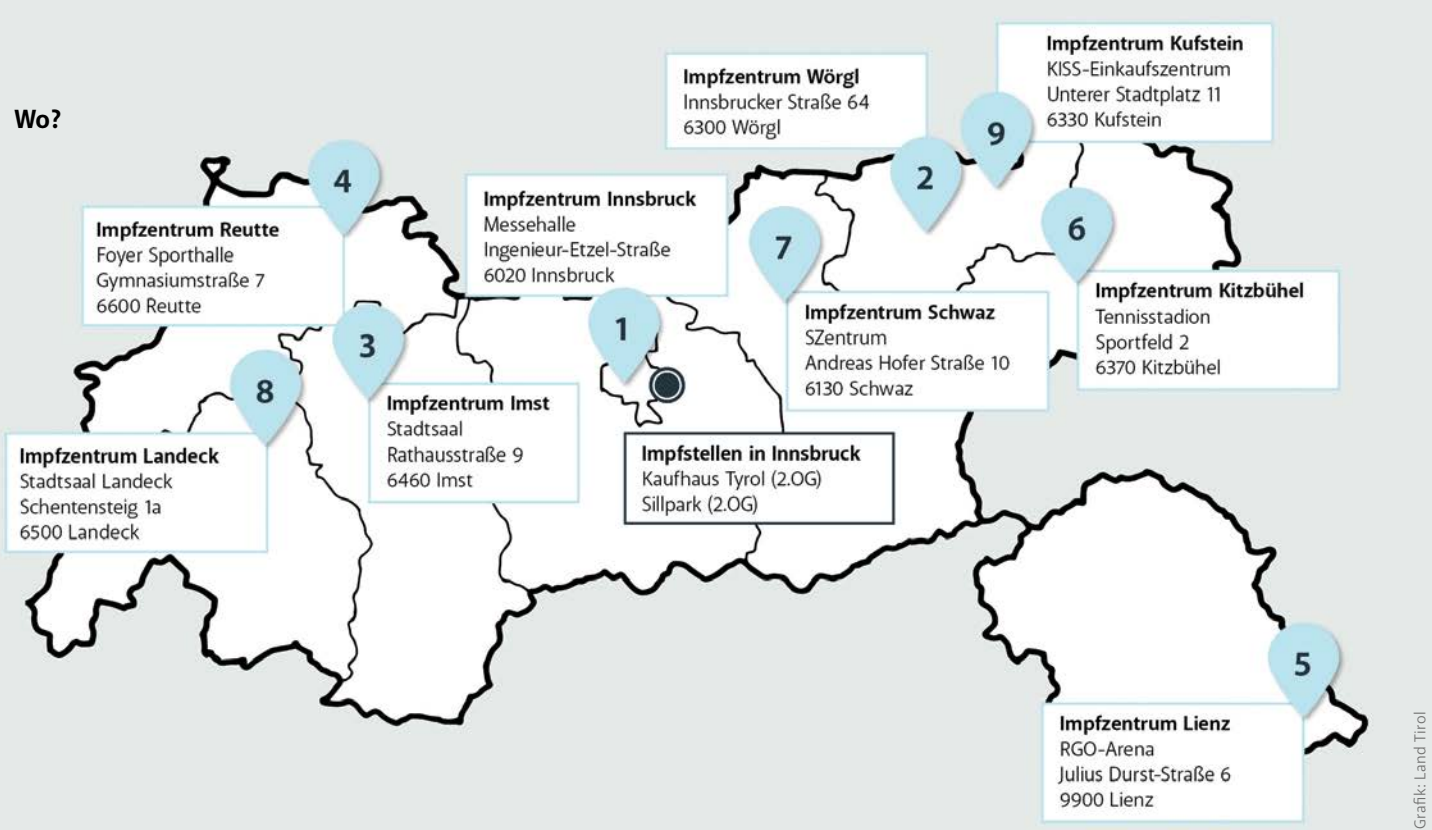 Wo?
4
Impfzentrum Reutte
Foyer Sporthalle
Gymnasiumstraße 7
6600 Reutte
Impfzentrum Innsbruck
Messehalle
Ingenieur-Etzel-Straße
6020 Innsbruck
1
Impfzentrum Wörgl
Innsbrucker Straße 64
6300 Wörgl
2
Impfzentrum Kufstein
KISS-Einkaufszentrum
Unterer Stadtplatz 11
6330 Kufstein
9
7
Impfzentrum Schwaz
SZentrum
Andreas Hofer Straße 10
6130 Schwaz
6
Impfzentrum Kitzbühel
Tennisstadion
Sportfeld 2
6370 Kitzbühel
3
Impfzentrum Imst
Stadtsaal
Rathausstraße 9
6460 Imst
8
Impfzentrum Landeck
Stadtsaal Landeck
Schentensteig 1a
6500 Landeck
Impfstellen in Innsbruck
Kaufhaus Tyrol (2.OG)
Sillpark (2.OG)
5
Impfzentrum Lienz
RGO-Arena
Julius Durst-Straße 6
9900 Lienz
Grafik: Land Tirol